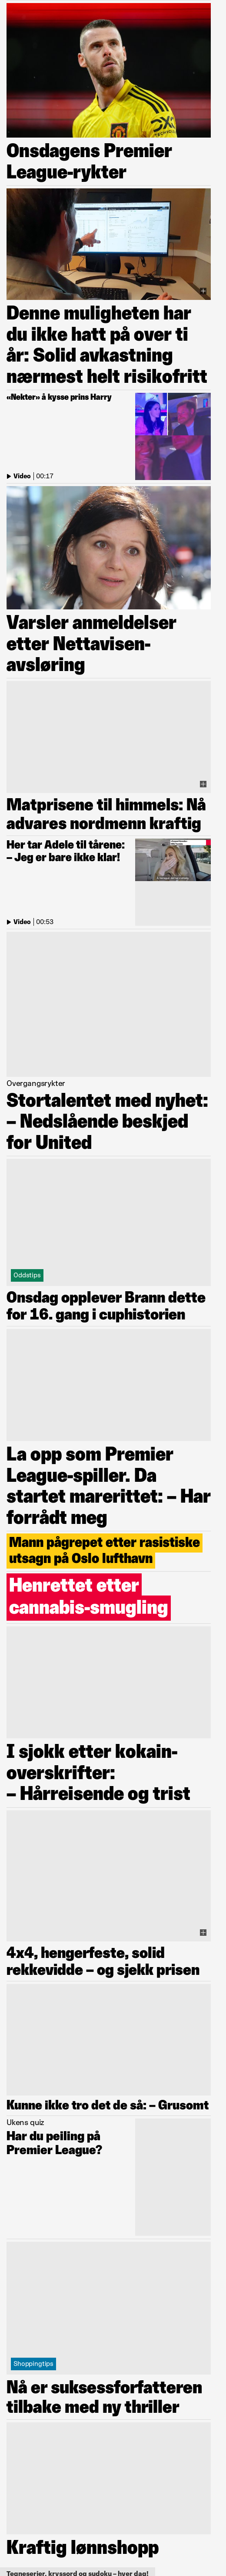 Onsdagens Premier
League-rykter
Denne muligheten har
du ikke hatt på over ti
år: Solid avkastning
nærmest helt risikofritt
«Nekter» å kysse prins Harry
Video | 00:17
Varsler anmeldelser
etter Nettavisen-
avsløring
Matprisene til himmels: Nå
advares nordmenn kraftig
Her tar Adele til tårene:
– Jeg er bare ikke klar!
Video | 00:53
Overgangsrykter
Stortalentet med nyhet:
– Nedslående beskjed
for United
Oddstips
Onsdag opplever Brann dette
for 16. gang i cuphistorien
La opp som Premier
League-spiller. Da
startet marerittet: – Har
forrådt meg
Mann pågrepet etter rasistiske
utsagn på Oslo lufthavn
Henrettet etter
cannabis-smugling
I sjokk etter kokain-
overskrifter:
– Hårreisende og trist
4x4, hengerfeste, solid
rekkevidde – og sjekk prisen
Kunne ikke tro det de så: – Grusomt
Ukens quiz
Har du peiling på
Premier League?
Shoppingtips
Nå er suksessforfatteren
tilbake med ny thriller
Kraftig lønnshopp
Tegneserier, kryssord og sudoku – hver dag!